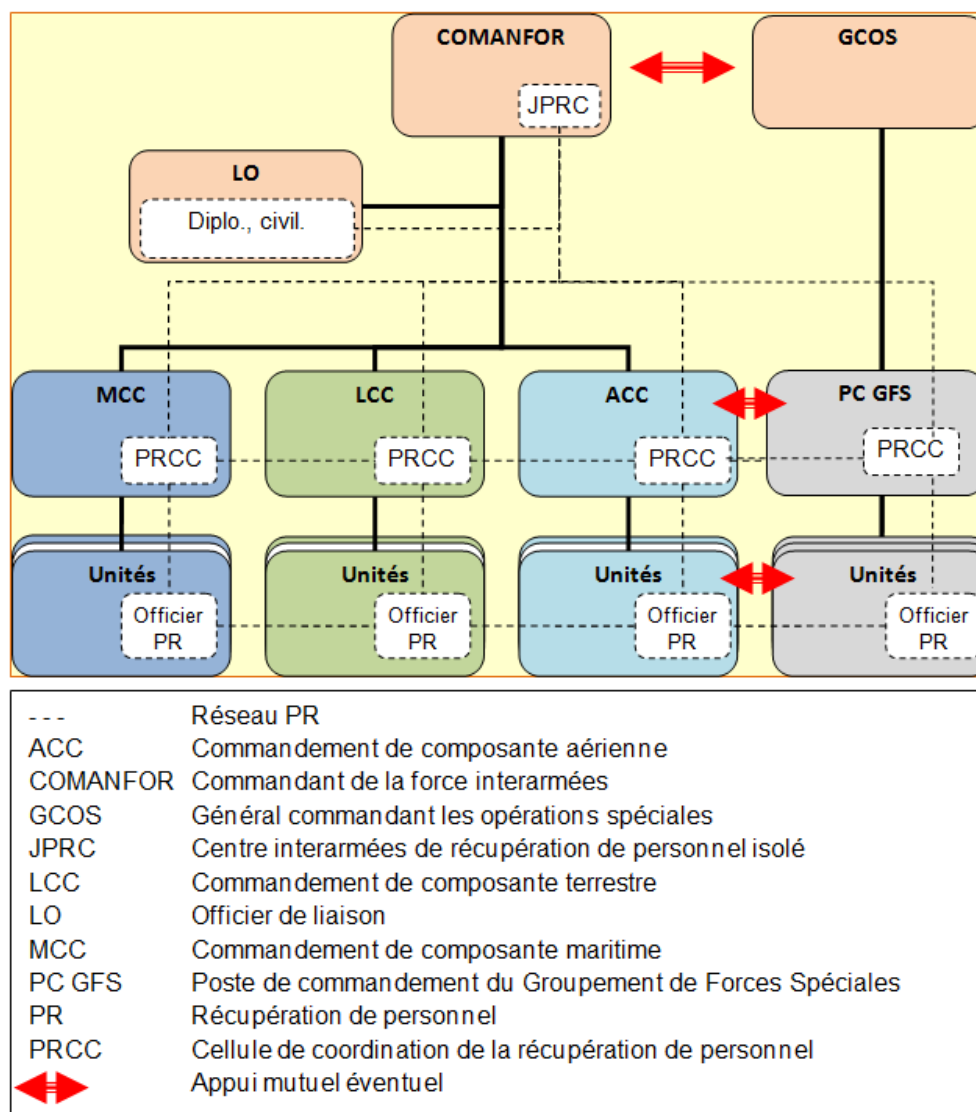 COMANFOR
GCOS
JPRC
LO
Diplo., civil.
MCC
LCC
ACC
PC GFS
PRCC
PRCC
PRCC
PRCC
Unités
Unités
Unités
Unités
Officier
PR
Officier
PR
Officier
PR
Officier
PR
- - - Réseau PR
ACC Commandement de composante aérienne
COMANFOR Commandant de la force interarmées
GCOS Général commandant les opérations spéciales
JPRC Centre interarmées de récupération de personnel isolé
LCC Commandement de composante terrestre
LO Officier de liaison
MCC Commandement de composante maritime
PC GFS Poste de commandement du Groupement de Forces Spéciales
PR Récupération de personnel
PRCC Cellule de coordination de la récupération de personnel
Appui mutuel éventuel